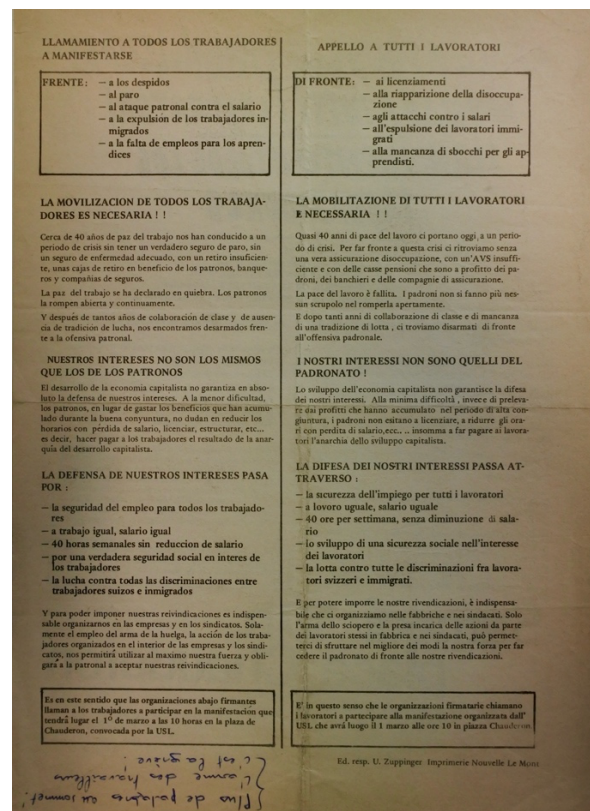 LLAMAMIENTO A TODOS LOS TRABAJADORES
A MANIFESTARSE
FRENTE: — a los despidos
— al paro
— al ataque patronal contra el salario
— a la expulsion de los trabajadores in-
migrados
— a la falta de empleos para los apren-
dices
LA MOVILIZACION DE TODOS LOS TRABAJA-
DORES ES NECESARIA ! !
Cerca de 40 años de paz del trabajo nos han conducido a un
periodo de crisis sin tener un verdadero seguro de paro, sin
un seguro de enfermedad adecuado, con un retiro insuficien-
te, unas cajas de retiro en beneficio de los patronos, banque-
ros y compañias de seguros.
La paz del trabajo se ha declarado en quiebra. Los patronos
la rompen abierta y continuamente.
Y después de tantos años de colaboración de clase y de ausen-
cia de tradición de lucha, nos encontramos desarmados fren-
te a la ofensiva patronal.
NUESTROS INTERESES NO SON LOS MISMOS
QUE LOS DE LOS PATRONOS
El desarrollo de la economia capitalista no garantiza en abso-
luto la defensa de nuestros intereses. A la menor dificultad,
los patronos, en lugar de gastar los beneficios que han acumu-
lado durante la buena conyuntura, no dudan en reducir los
horarios con pérdida de salario, licenciar, estructurar, etc...
es decir, hacer pagar a los trabajadores el resultado de la anar-
quia del desarrollo capitalista.
LA DEFENSA DE NUESTROS INTERESES PASA
POR :
— la seguridad del empleo para todos los trabajado-
res
— a trabajo igual, salario igual
— 40 horas semanales sin reduccion de salario
— por una verdadera seguridad social en interes de
los trabajadores
— la lucha contra todas las discriminaciones entre
trabajadores suizos e inmigrados
Y para poder imponer nuestras reivindicaciones es indispen-
sable organizarnos en las empresas y en los sindicatos. Sola-
mente el empleo del arma de la huelga, la acción de los traba-
jadores organizados en el interior de las empresas y los sindi-
catos, nos permitirá utilizar al maximo nuestra fuerza y obli-
gará a la patronal a aceptar nuestras reivindicaciones.
Es en este sentido que las organizaciones abajo firmantes
llaman a los trabajadores a participar en la manifestacion que
tendrá lugar el 1º de marzo a las 10 horas en la plaza de
Chauderon, convocada por la USL.
Plus de palabres au sommet!
L'arme des travailleurs
c'est la grève!
APPELLO A TUTTI I LAVORATORI
DI FRONTE: — ai licenziamenti
— alla riapparizione della disoccupa-
zione
— agli attacchi contro i salari
— all'espulsione dei lavoratori immi-
grati
— alla mancanza di sbocchi per gli ap-
prendisti.
LA MOBILITAZIONE DI TUTTI I LAVORATORI
E NECESSARIA ! !
Quasi 40 anni di pace del lavoro ci portano oggi , a un perio-
do di crisi. Per far fronte a questa crisi ci ritroviamo senza
una vera assicurazione disoccupazione, con un'AVS insuffi-
ciente e con delle casse pensioni che sono a profitto dei pa-
droni, dei banchieri e delle compagnie di assicurazione.
La pace del lavoro è fallita. I padroni non si fanno più nes-
sun scrupolo nel romperla apertamente.
E dopo tanti anni di collaborazione di classe e di mancanza
di una tradizione di lotta , ci troviamo disarmati di fronte
all'offensiva padronale.
I NOSTRI INTERESSI NON SONO QUELLI DEL
PADRONATO !
Lo sviluppo dell'economia capitalista non garantisce la difesa
dei nostri interessi. Alla minima difficoltà , invece di preleva-
re dai profitti che hanno accumulato nel periodo di alta con-
giuntura, i padroni non esitano a licenziare, a ridurre gli ora-
ri con perdita di salario,ecc.. .. insomma a far pagare ai lavora-
tori l'anarchia dello sviluppo capitalista.
LA DIFESA DEI NOSTRI INTERESSI PASSA AT-
TRAVERSO :
— la sicurezza dell'impiego per tutti i lavoratori
— a lovoro uguale, salario uguale
— 40 ore per settimana, senza diminuzione di sala-
rio
— lo sviluppo di una sicurezza sociale nell'interesse
dei lavoratori
— la lotta contro tutte le discriminazioni fra lavora-
tori svizzeri e immigrati.
E per potere imporre le nostre rivendicazioni, è indispensa-
bile che ci organizziamo nelle fabbriche e nei sindacati. Solo
l'arma dello sciopero e la presa incarica delle azioni da parte
dei lavoratori stessi in fabbrica e nei sindacati, può permet-
terci di sfruttare nel migliore dei modi la nostra forza per far
cedere il padronato di fronte alle nostre rivendicazioni.
E' in questo senso che le organizzazioni firmatarie chiamano
i lavoratori a partecipare alla manifestazione organizzata dall'
USL che avrà luogo il 1 marzo alle ore 10 in piazza Chauderon.
Ed. resp. U. Zuppinger Imprimerie Nouvelle Le Mont